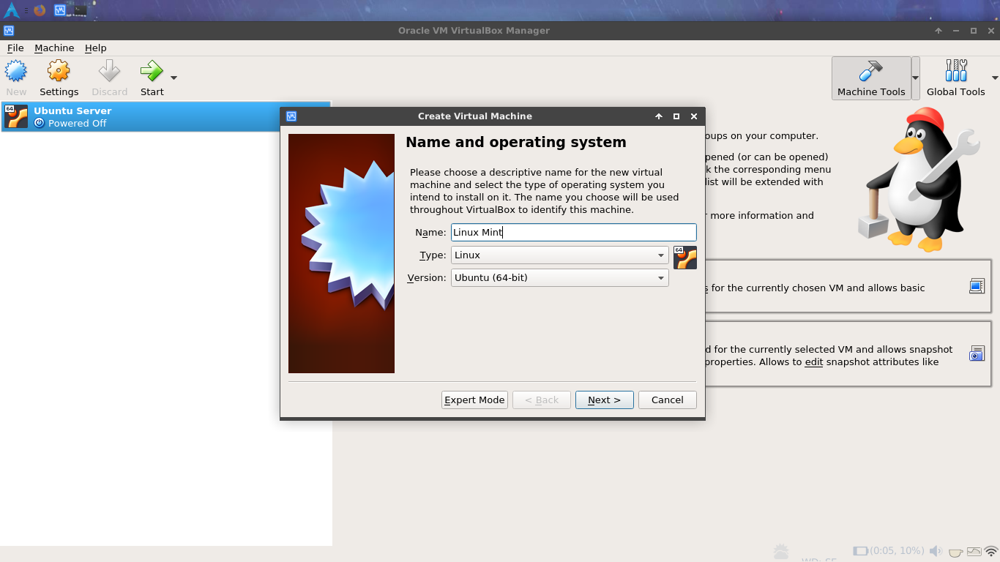 Oracle VM VirtualBox Manager
File Machine Help
New Settings Discard Start
Machine Tools Global Tools
64
Ubuntu Server
Powered Off
Create Virtual Machine
Name and operating system
Please choose a descriptive name for the new virtual
machine and select the type of operating system you
intend to install on it. The name you choose will be used
throughout VirtualBox to identify this machine.
Name: Linux Mint
Type: Linux
64
Version: Ubuntu (64-bit)
Expert Mode < Back Next > Cancel
oups on your computer.
pened (or can be opened)
k the corresponding menu
list will be extended with
more information and
s for the currently chosen VM and allows basic
d for the currently selected VM and allows snapshot
properties. Allows to edit snapshot attributes like
(0:05, 10%)